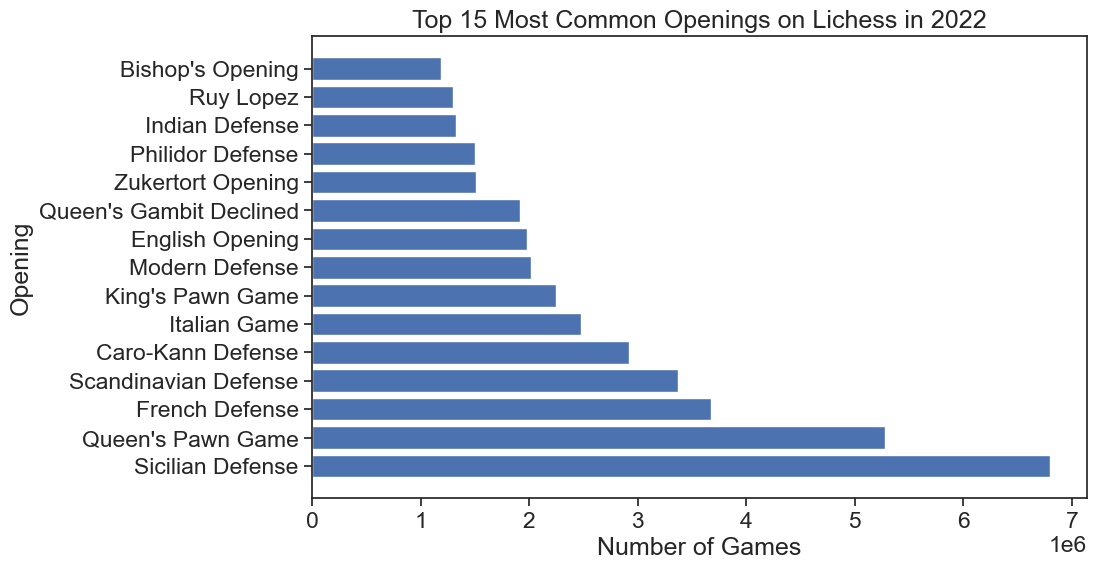 Top 15 Most Common Openings on Lichess in 2022
Opening
Bishop's Opening
Ruy Lopez
Indian Defense
Philidor Defense
Zukertort Opening
Queen's Gambit Declined
English Opening
Modern Defense
King's Pawn Game
Italian Game
Caro-Kann Defense
Scandinavian Defense
French Defense
Queen's Pawn Game
Sicilian Defense
0 1 2 3 4 5 6 7
1e6
Number of Games